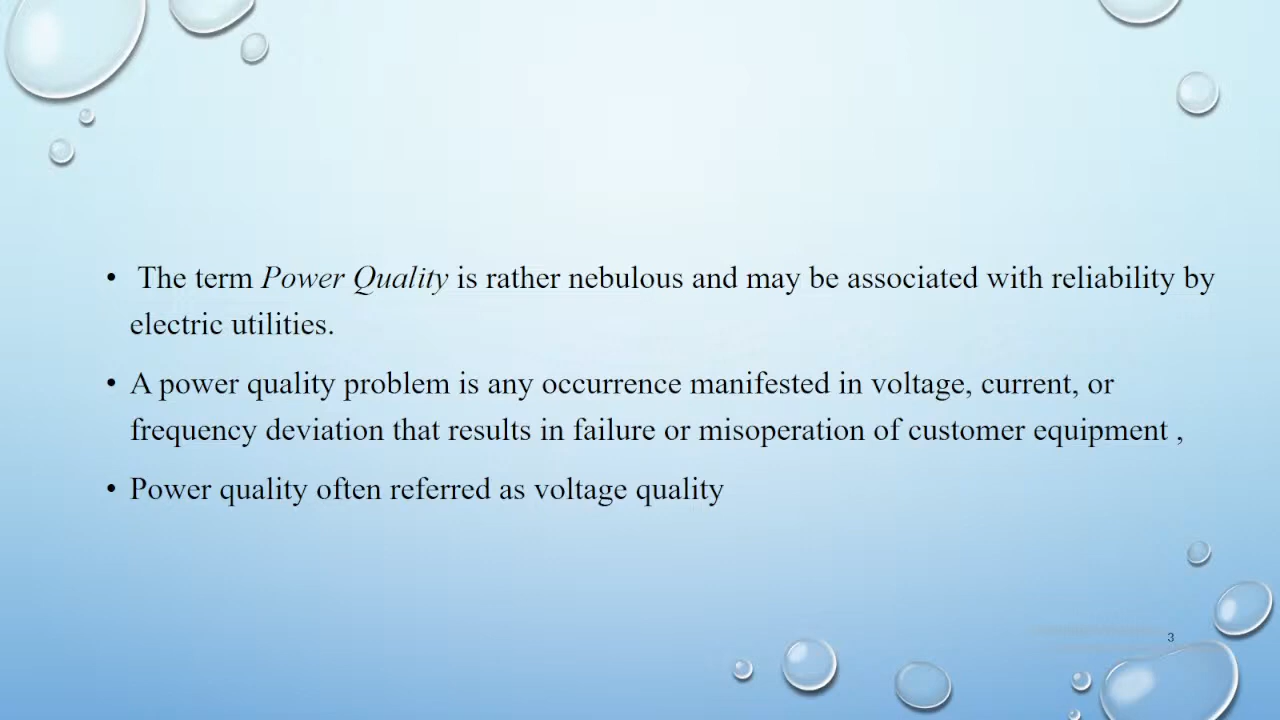 • The term Power Quality is rather nebulous and may be associated with reliability by
electric utilities.
• A power quality problem is any occurrence manifested in voltage, current, or
frequency deviation that results in failure or misoperation of customer equipment ,
• Power quality often referred as voltage quality
3